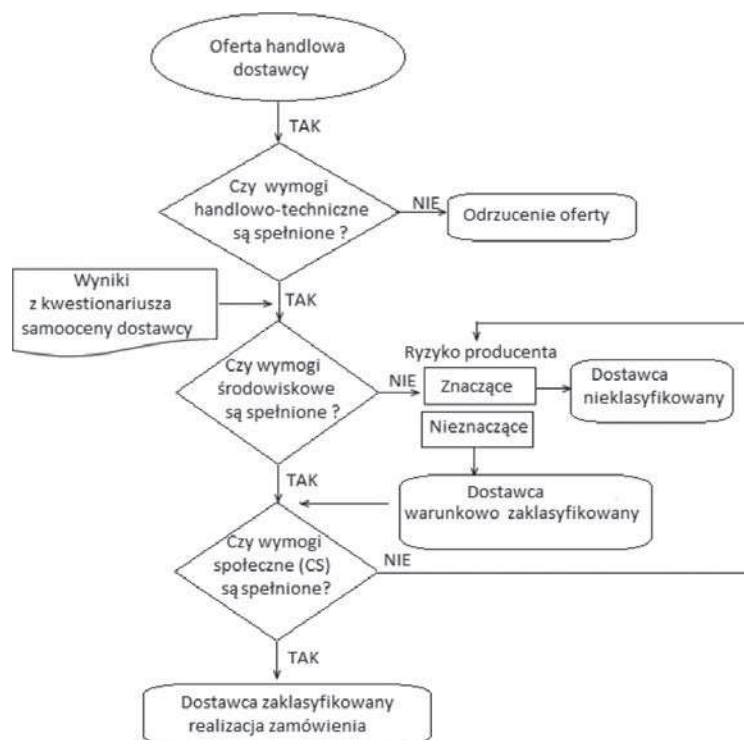 Oferta handlowa
dostawcy
TAK
Czy wymogi
handlowo-techniczne
są spełnione ?
NIE
Odrzucenie oferty
TAK
Wyniki
z kwestionariusza
samooceny dostawcy
Czy wymogi
środowiskowe
są spełnione ?
NIE
Ryzyko producenta
Znaczące
Dostawca
nieklasyfikowany
Nieznaczące
TAK
Dostawca
warunkowo zaklasyfikowany
Czy wymogi
społeczne (CS)
są spełnione?
NIE
TAK
Dostawca zaklasyfikowany
realizacja zamówienia